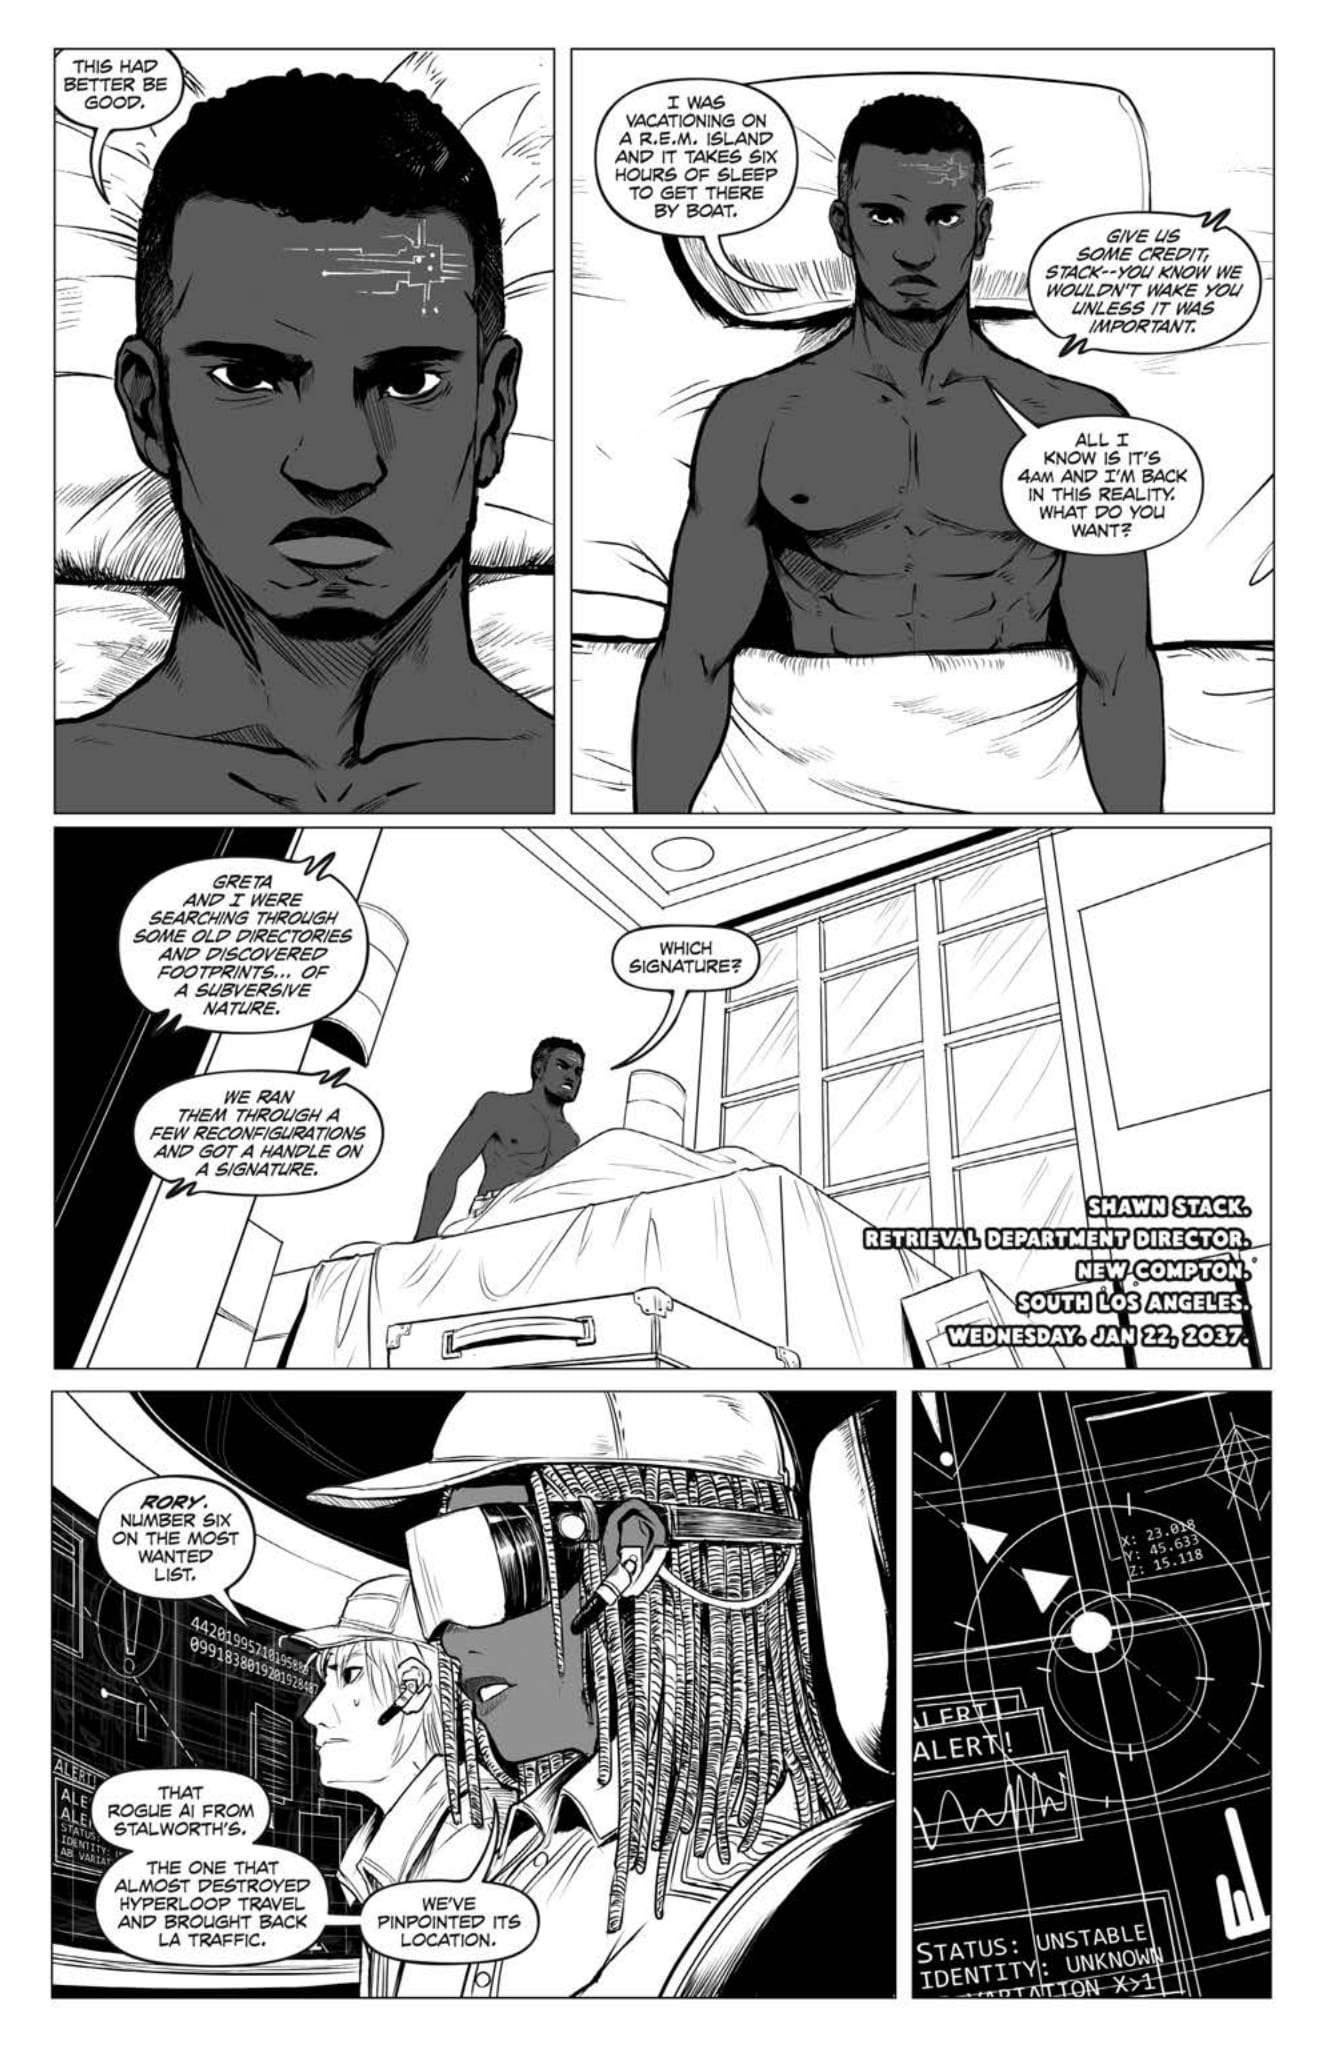 THIS HAD
BETTER BE
GOOD.
I WAS
VACATIONING ON
A R.E.M. ISLAND
AND IT TAKES SIX
HOURS OF SLEEP
TO GET THERE
BY BOAT.
GIVE US
SOME CREDIT,
STACK--YOU KNOW WE
WOULDN'T WAKE YOU
UNLESS IT WAS
IMPORTANT.
ALL I
KNOW IS IT'S
4AM AND I'M BACK
IN THIS REALITY.
WHAT DO YOU
WANT?
GRETA
AND I WERE
SEARCHING THROUGH
SOME OLD DIRECTORIES
AND DISCOVERED
FOOTPRINTS... OF
A SUBVERSIVE
NATURE.
WE RAN
THEM THROUGH A
FEW RECONFIGURATIONS
AND GOT A HANDLE ON
A SIGNATURE.
WHICH
SIGNATURE?
SHAWN STACK.
RETRIEVAL DEPARTMENT DIRECTOR.
NEW COMPTON.
SOUTH LOS ANGELES.
WEDNESDAY. JAN 22, 2037.
RORY.
NUMBER SIX
ON THE MOST
WANTED
LIST.
THAT
ROGUE AI FROM
STALWORTH'S.
THE ONE THAT
ALMOST DESTROYED
HYPERLOOP TRAVEL
AND BROUGHT BACK
LA TRAFFIC.
WE'VE
PINPOINTED ITS
LOCATION.
ALERT!
STATUS:
IDENTITY:
X: 23.018
Y: 45.633
Z: 15.118
ALERT!
ALERT!
STATUS: UNSTABLE
IDENTITY: UNKNOWN
X>1